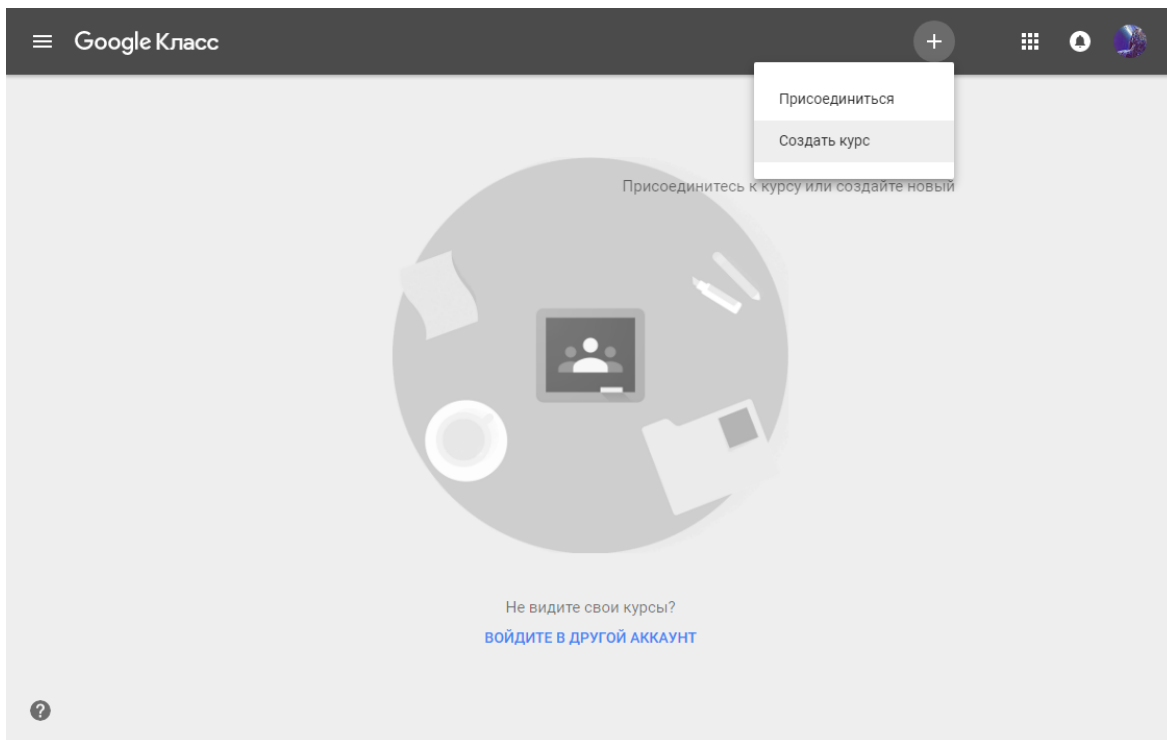 Google Класс
Присоединиться
Создать курс
Присоединитесь к курсу или создайте новый
Не видите свои курсы?
ВОЙДИТЕ В ДРУГОЙ АККАУНТ